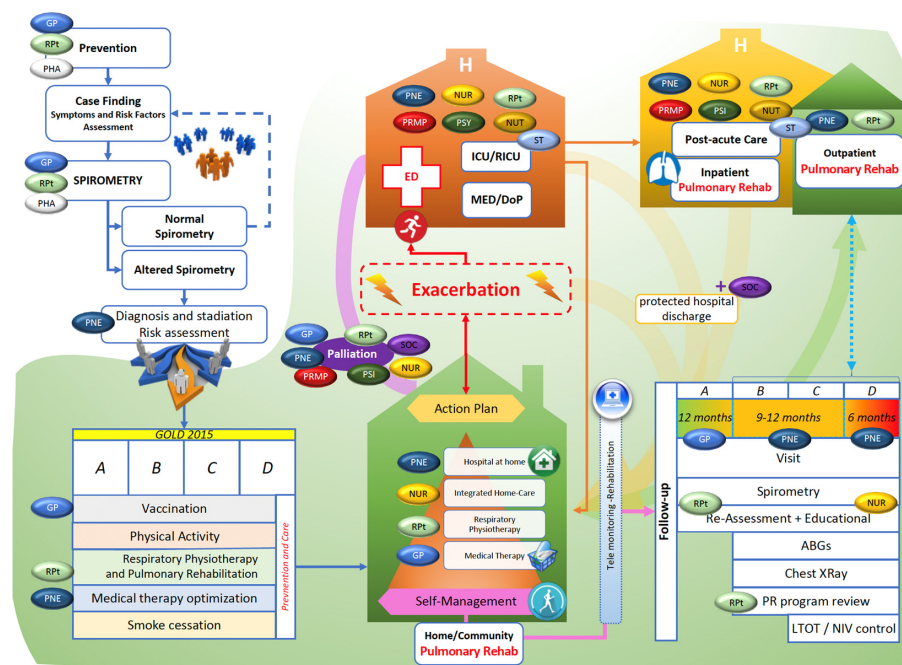 GP
RPt
PHA
Prevention
Case Finding
Symptoms and Risk Factors
Assessment
GP
RPt
PHA
SPIROMETRY
Normal
Spirometry
Altered Spirometry
PNE
Diagnosis and stadiation
Risk assessment
GOLD 2015
A
B
C
D
GP
Vaccination
Physical Activity
RPt
Respiratory Physiotherapy
and Pulmonary Rehabilitation
PNE
Medical therapy optimization
Smoke cessation
Prevnention and Care
H
PNE
NUR
RPt
PRMP
PSY
NUT
ST
ED
ICU/RICU
MED/DoP
Exacerbation
GP
RPt
SOC
PNE
Palliation
NUR
PRMP
PSI
Action Plan
PNE
Hospital at home
NUR
Integrated Home-Care
RPt
Respiratory
Physiotherapy
GP
Medical Therapy
Self-Management
Home/Community
Pulmonary Rehab
Tele monitoring -Rehabilitation
H
PNE
NUR
RPt
PRMP
PSI
NUT
ST
Post-acute Care
Inpatient
Pulmonary Rehab
PNE
RPt
Outpatient
Pulmonary Rehab
+ SOC
protected hospital
discharge
Follow-up
A
B
C
D
12 months
9-12 months
6 months
GP
PNE
PNE
Visit
Spirometry
RPt
NUR
Re-Assessment + Educational
ABGs
Chest XRay
RPt
PR program review
LTOT / NIV control